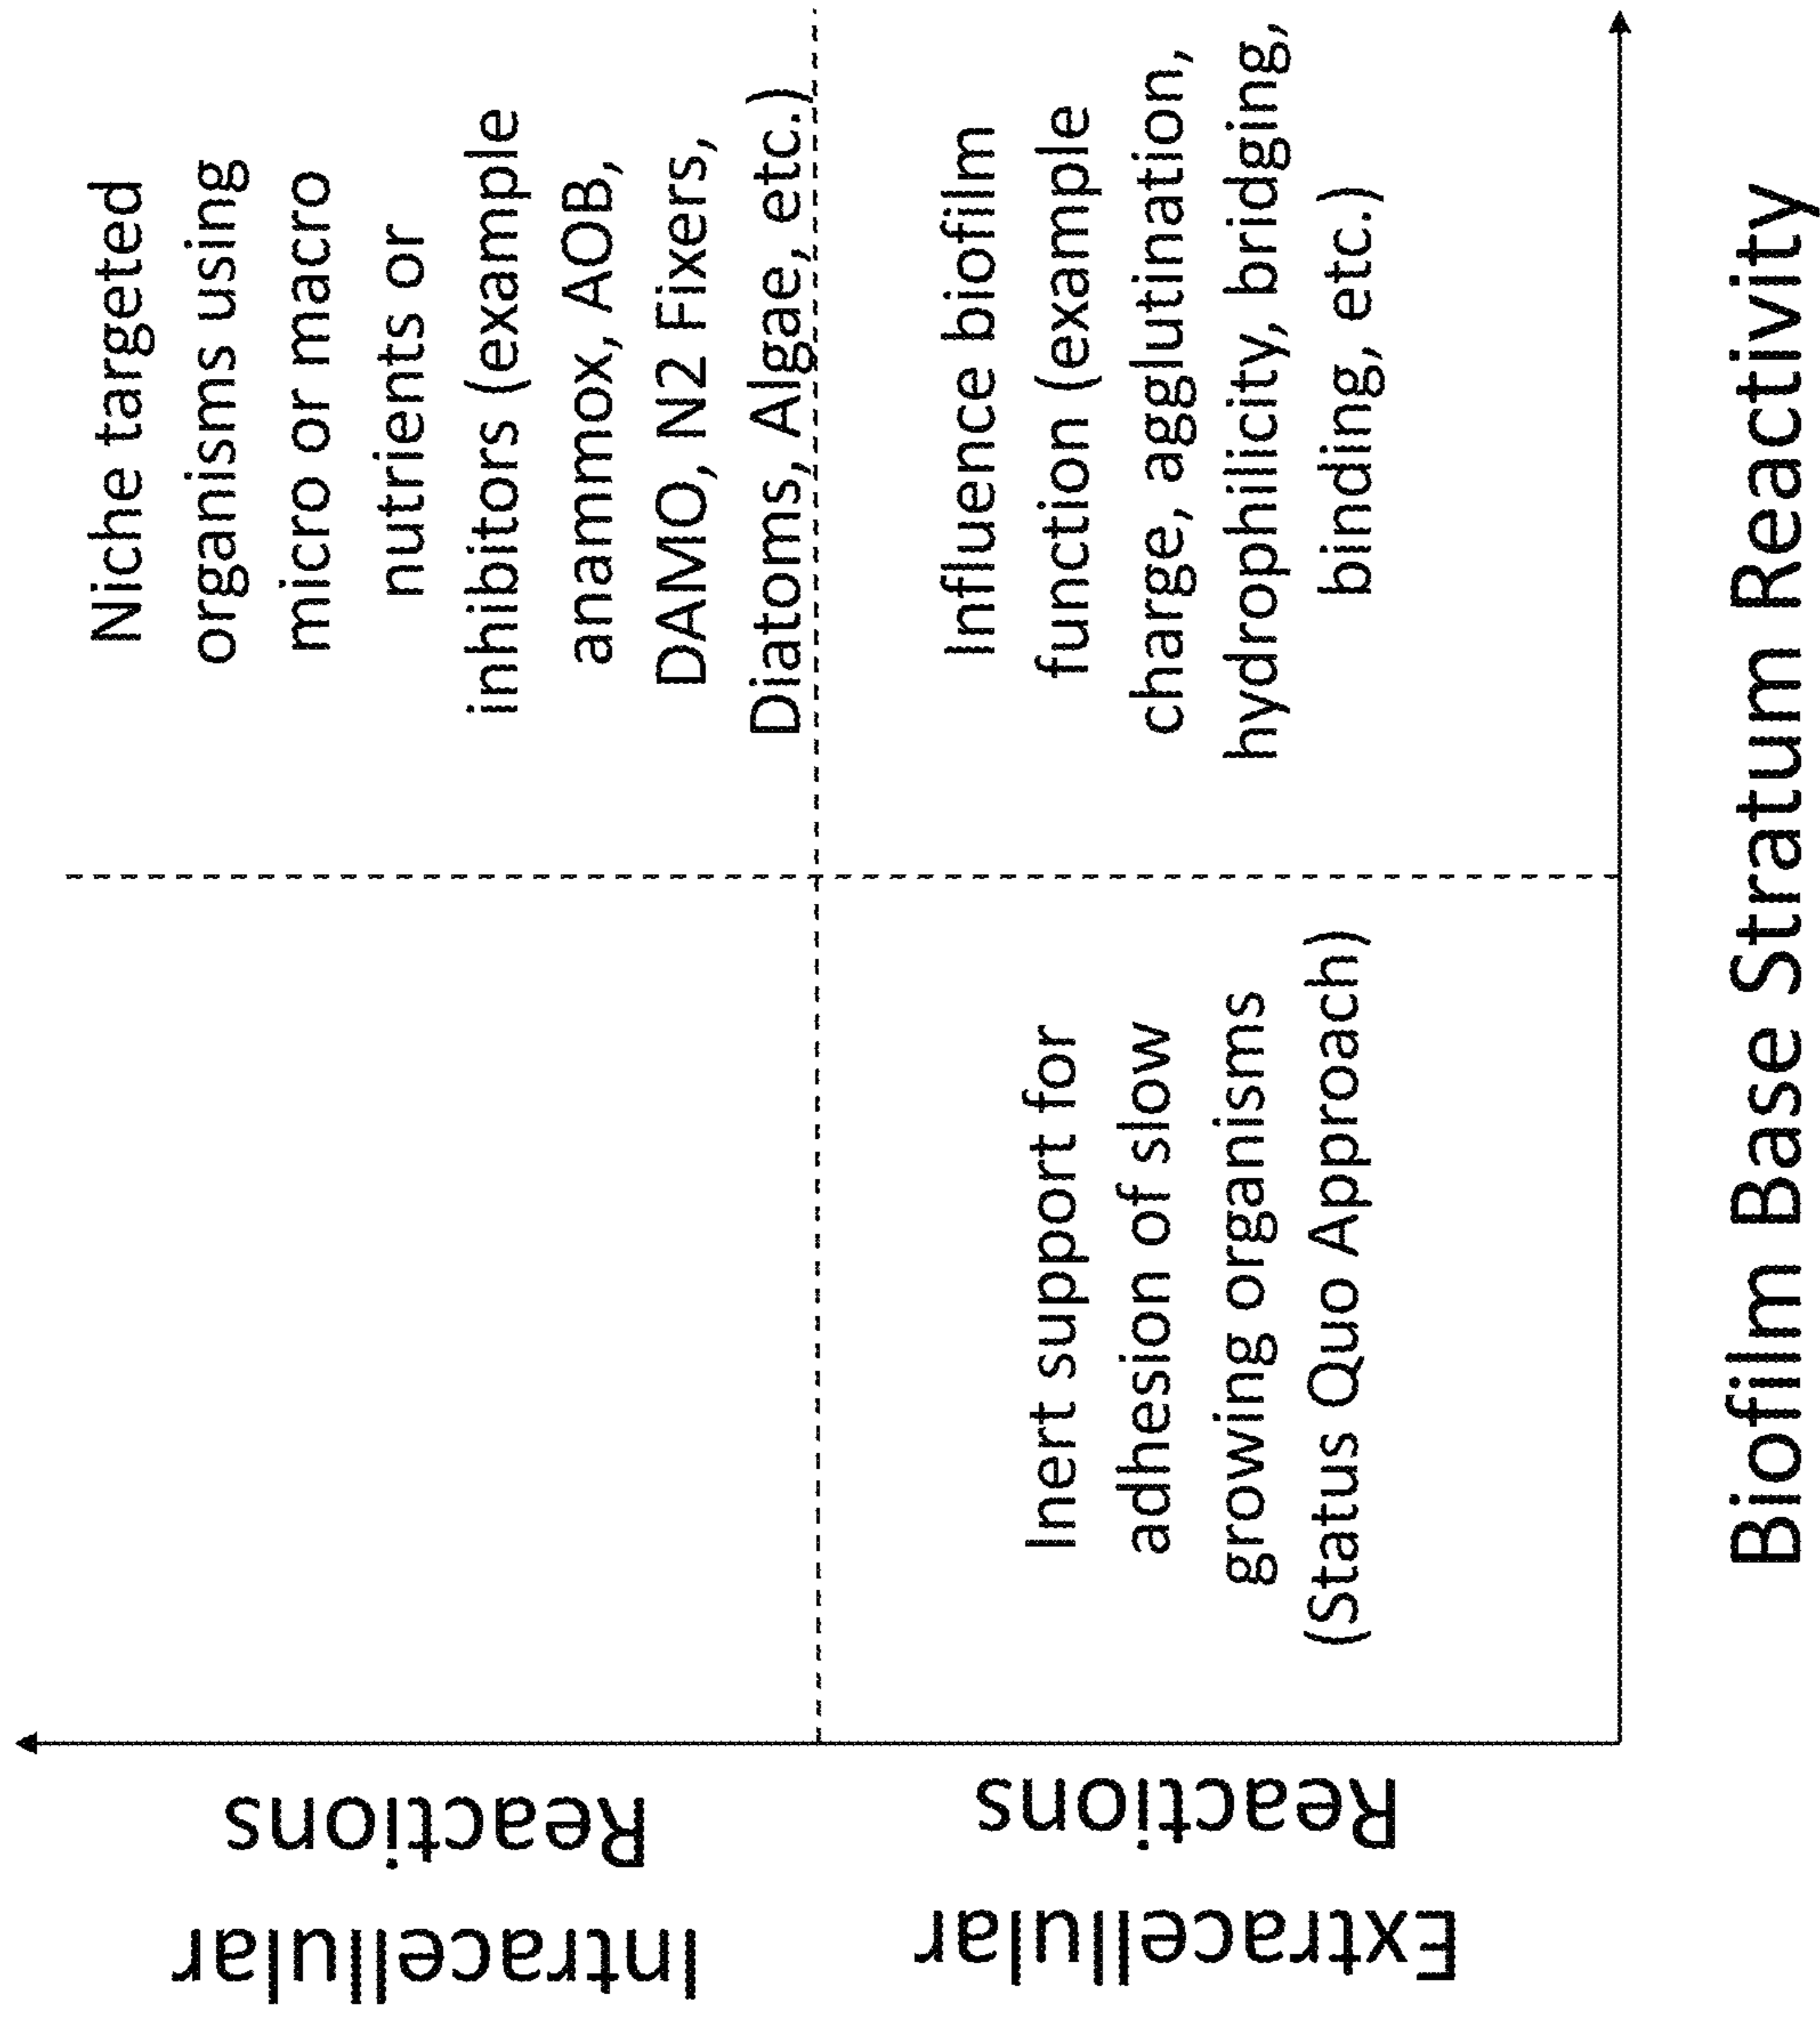 Intracellular
Reactions
Extracellular
Reactions
Niche targeted
organisms using
micro or macro
nutrients or
inhibitors (example
anammox, AOB,
DAMO, N2 Fixers,
Diatoms, Algae, etc.)
Inert support for
adhesion of slow
growing organisms
(Status Quo Approach)
Influence biofilm
function (example
charge, agglutination,
hydrophilicity, bridging,
binding, etc.)
Biofilm Base Stratum Reactivity